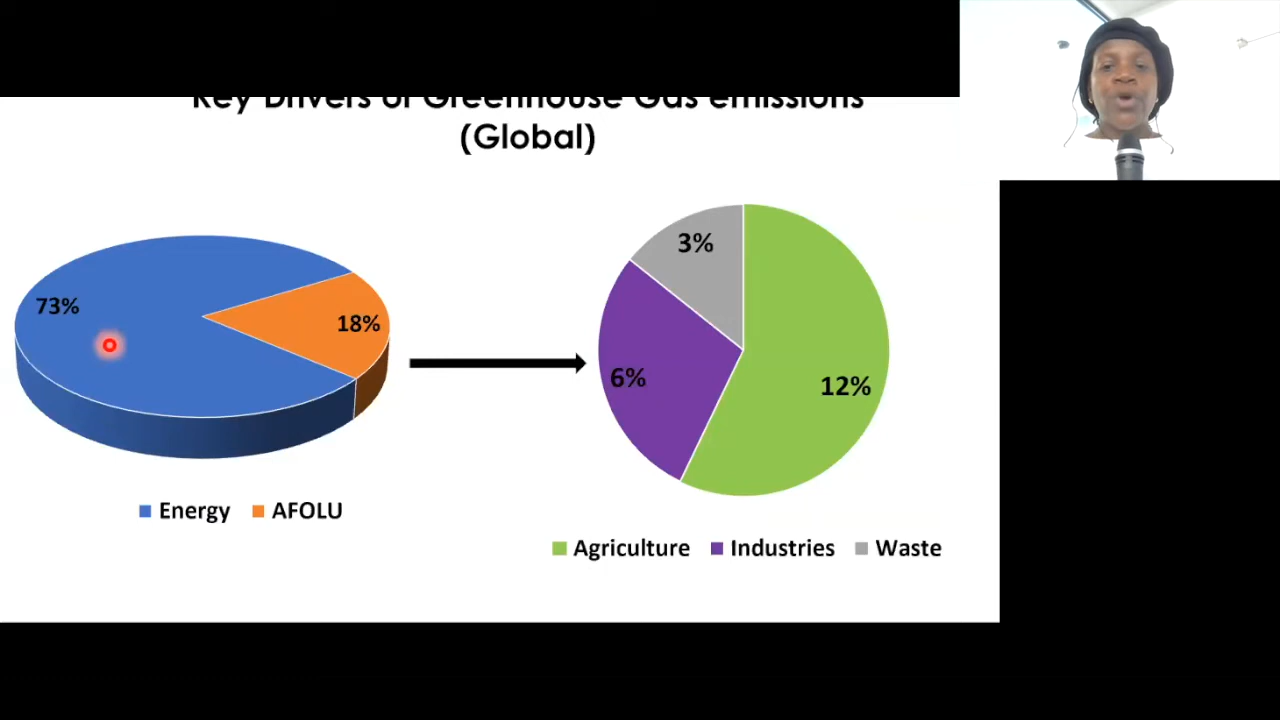 Key Drivers of Greenhouse Gas emissions
(Global)
73%
18%
Energy AFOLU
3%
6%
12%
Agriculture Industries Waste